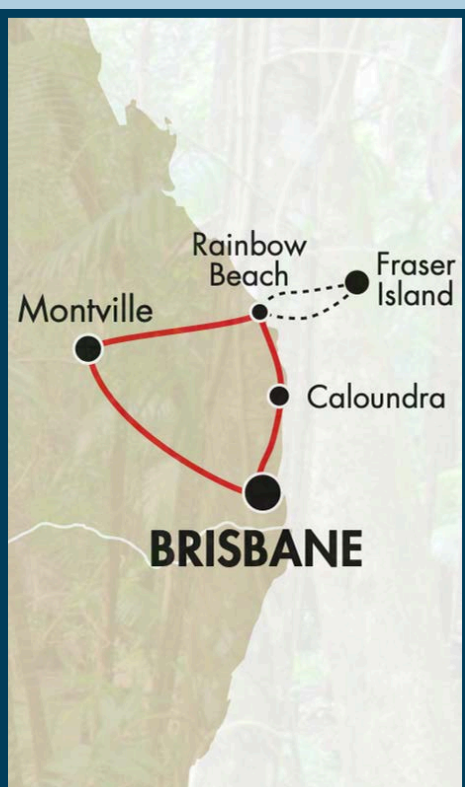 Rainbow
Beach
Fraser
Island
Montville
Caloundra
BRISBANE